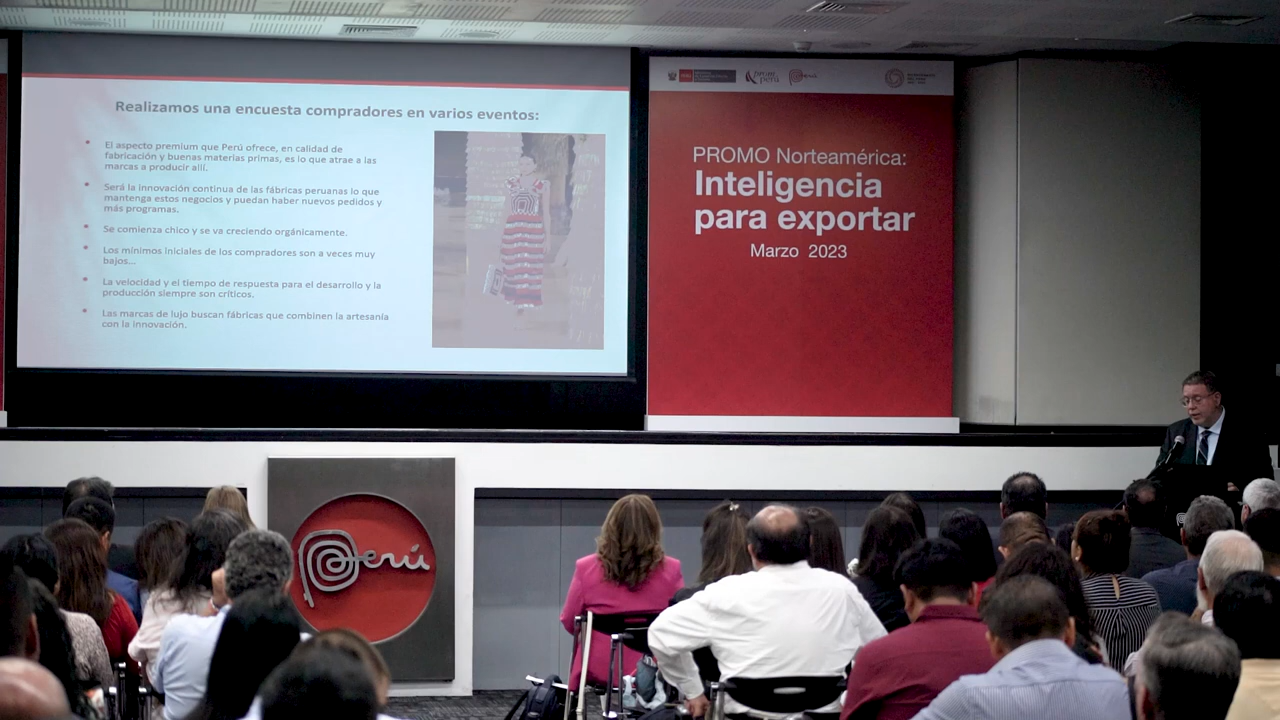 Realizamos una encuesta compradores en varios eventos:
• El aspecto premium que Perú ofrece, en calidad de
fabricación y buenas materias primas, es lo que atrae a las
marcas a producir allí.
• Será la innovación continua de las fábricas peruanas lo que
mantenga estos negocios y puedan haber nuevos pedidos y
más programas.
• Se comienza chico y se va creciendo orgánicamente.
• Los mínimos iniciales de los compradores son a veces muy
bajos...
• La velocidad y el tiempo de respuesta para el desarrollo y la
producción siempre son críticos.
• Las marcas de lujo buscan fábricas que combinen la artesanía
con la innovación.
PERÚ
prom
perú
Perú
PROMO Norteamérica:
Inteligencia
para exportar
Marzo 2023
Perú